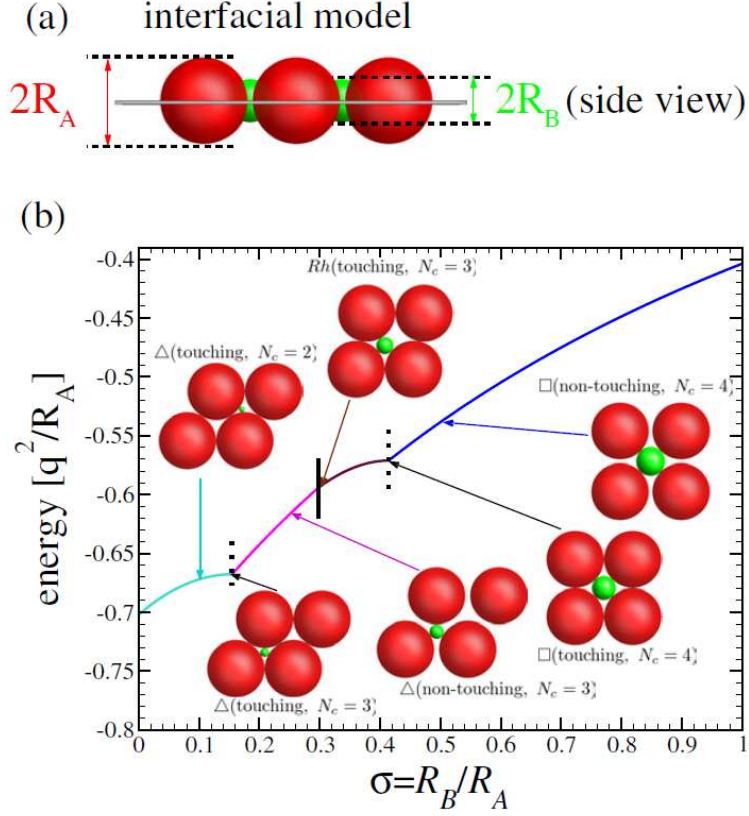 (a) interfacial model
2R_A
2R_B (side view)
(b)
-0.4
-0.45
-0.5
-0.55
-0.6
-0.65
-0.7
-0.75
-0.8
energy [q^2/R_A]
Rh(touching, N_c = 3)
△(touching, N_c = 2)
□(non-touching, N_c = 4)
□(touching, N_c = 4)
△(non-touching, N_c = 3)
△(touching, N_c = 3)
0 0.1 0.2 0.3 0.4 0.5 0.6 0.7 0.8 0.9 1
σ=R_B/R_A